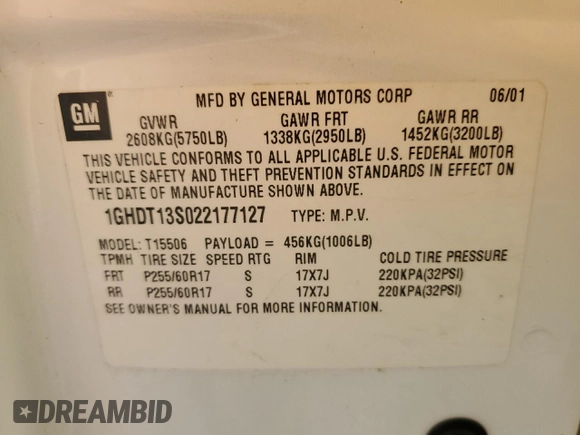 GM
MFD BY GENERAL MOTORS CORP 06/01
GVWR GAWR FRT GAWR RR
2608KG(5750LB) 1338KG(2950LB) 1452KG(3200LB)
THIS VEHICLE CONFORMS TO ALL APPLICABLE U.S. FEDERAL MOTOR
VEHICLE SAFETY AND THEFT PREVENTION STANDARDS IN EFFECT ON
THE DATE OF MANUFACTURE SHOWN ABOVE.
1GHDT13S022177127 TYPE: M.P.V.
MODEL: T15506 PAYLOAD = 456KG(1006LB)
TPMH TIRE SIZE SPEED RTG RIM COLD TIRE PRESSURE
FRT P255/60R17 S 17X7J 220KPA(32PSI)
RR P255/60R17 S 17X7J 220KPA(32PSI)
SEE OWNER'S MANUAL FOR MORE INFORMATION.
DREAMBID